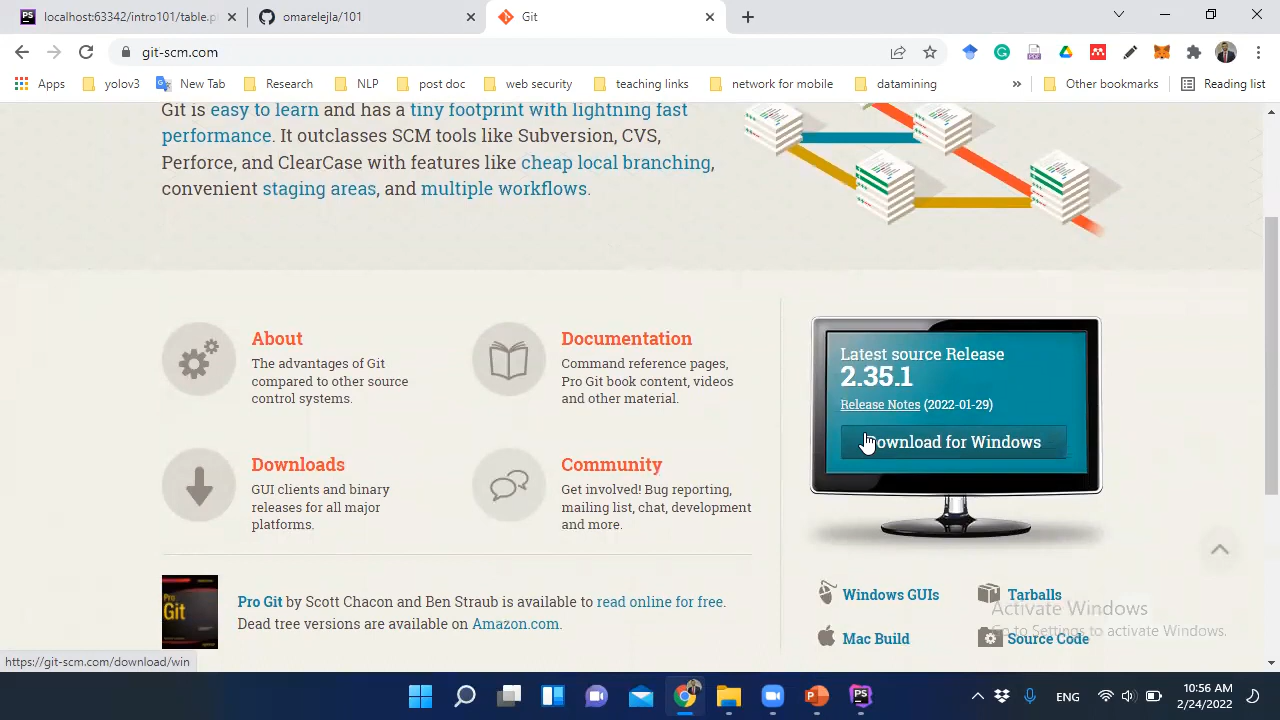 localhost:63342/intro101/table.p
omarelejla/101
Git
git-scm.com
Apps
yolov3
New Tab
Research
NLP
post doc
web security
teaching links
network for mobile
datamining
»
Other bookmarks
Reading list
Git is easy to learn and has a tiny footprint with lightning fast
performance. It outclasses SCM tools like Subversion, CVS,
Perforce, and ClearCase with features like cheap local branching,
convenient staging areas, and multiple workflows.
About
The advantages of Git
compared to other source
control systems.
Documentation
Command reference pages,
Pro Git book content, videos
and other material.
Downloads
GUI clients and binary
releases for all major
platforms.
Community
Get involved! Bug reporting,
mailing list, chat, development
and more.
Latest source Release
2.35.1
Release Notes (2022-01-29)
Download for Windows
Pro
Git
Pro Git by Scott Chacon and Ben Straub is available to read online for free.
Dead tree versions are available on Amazon.com.
Windows GUIs
Tarballs
Mac Build
Source Code
Activate Windows
Go to Settings to activate Windows.
https://git-scm.com/download/win
ENG
10:56 AM
2/24/2022